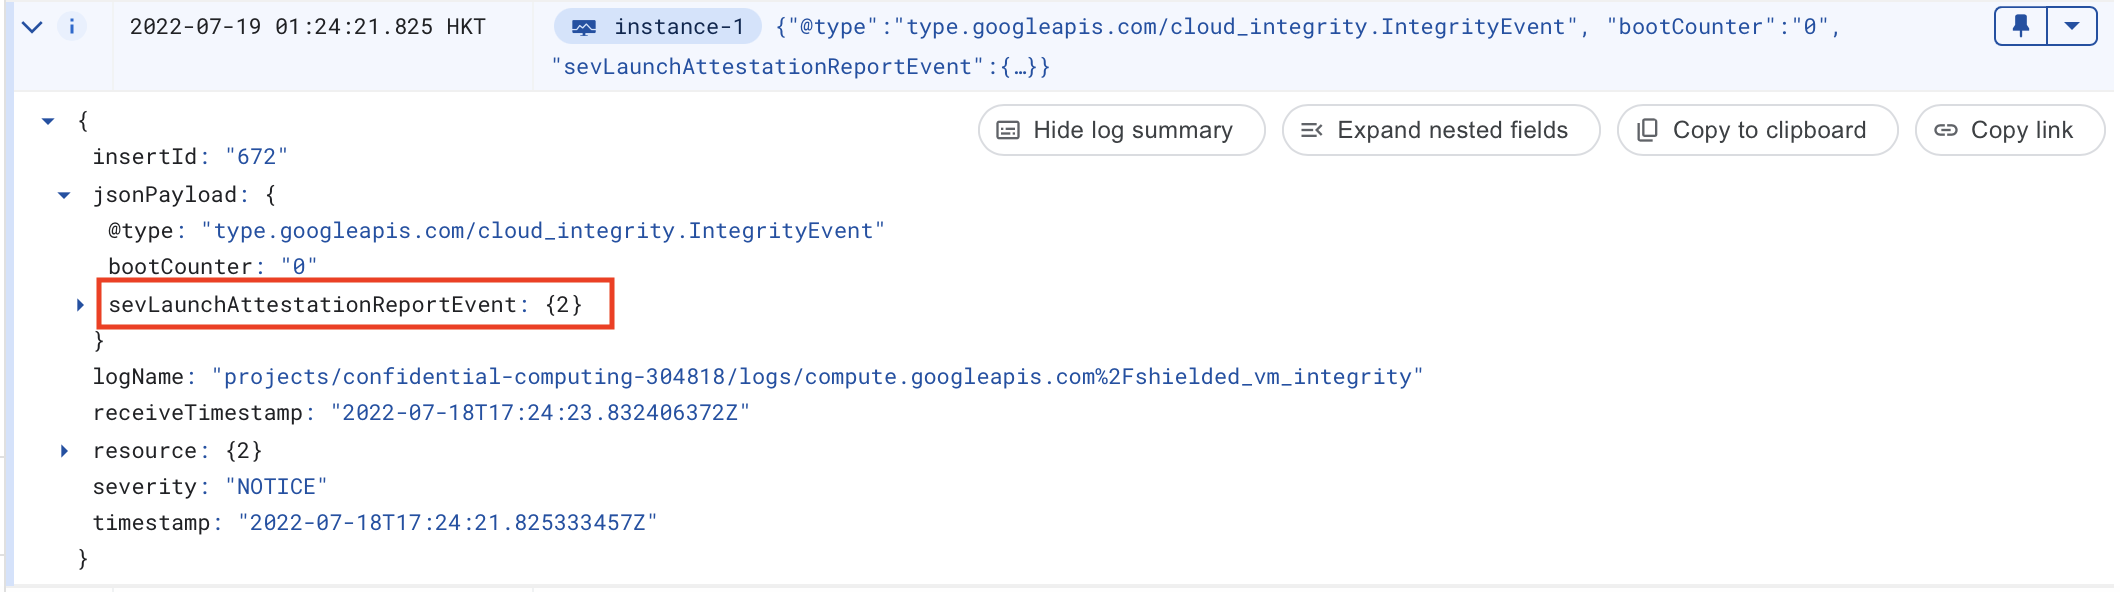 2022-07-19 01:24:21.825 HKT
instance-1 {"@type":"type.googleapis.com/cloud_integrity.IntegrityEvent", "bootCounter":"0",
"sevLaunchAttestationReportEvent":{…}}
Hide log summary
Expand nested fields
Copy to clipboard
Copy link
{
insertId: "672"
jsonPayload: {
@type: "type.googleapis.com/cloud_integrity.IntegrityEvent"
bootCounter: "0"
sevLaunchAttestationReportEvent: {2}
}
logName: "projects/confidential-computing-304818/logs/compute.googleapis.com%2Fshielded_vm_integrity"
receiveTimestamp: "2022-07-18T17:24:23.832406372Z"
resource: {2}
severity: "NOTICE"
timestamp: "2022-07-18T17:24:21.825333457Z"
}